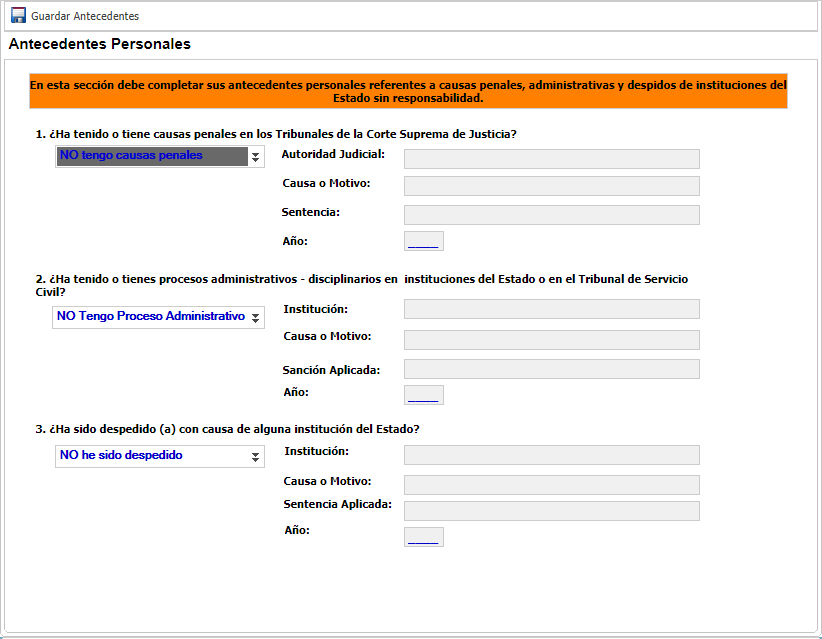 Guardar Antecedentes
Antecedentes Personales
En esta sección debe completar sus antecedentes personales referentes a causas penales, administrativas y despidos de instituciones del
Estado sin responsabilidad.
1. ¿Ha tenido o tiene causas penales en los Tribunales de la Corte Suprema de Justicia?
NO tengo causas penales
Autoridad Judicial:
Causa o Motivo:
Sentencia:
Año:
____
2. ¿Ha tenido o tienes procesos administrativos - disciplinarios en instituciones del Estado o en el Tribunal de Servicio
Civil?
NO Tengo Proceso Administrativo
Institución:
Causa o Motivo:
Sanción Aplicada:
Año:
____
3. ¿Ha sido despedido (a) con causa de alguna institución del Estado?
NO he sido despedido
Institución:
Causa o Motivo:
Sentencia Aplicada:
Año:
____